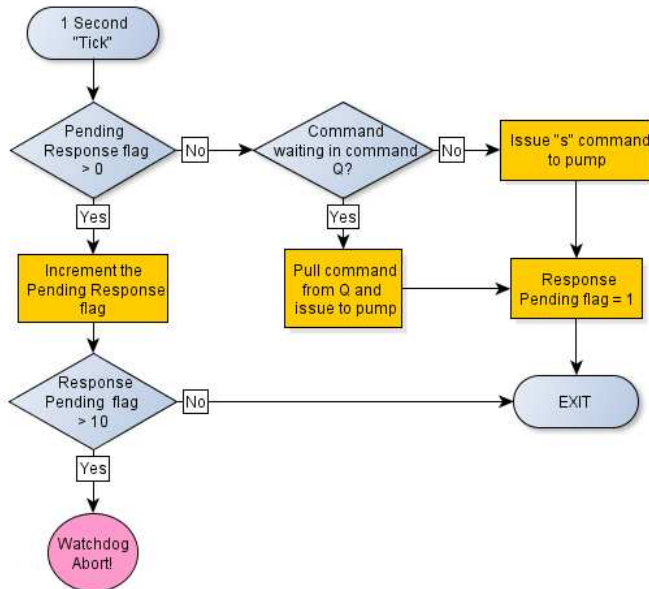 1 Second
"Tick"
Pending
Response flag
> 0
No
Command
waiting in command
Q?
No
Issue "s" command
to pump
Yes
Yes
Increment the
Pending Response
flag
Pull command
from Q and
issue to pump
Response
Pending flag = 1
Response
Pending flag
> 10
No
EXIT
Yes
Watchdog
Abort!